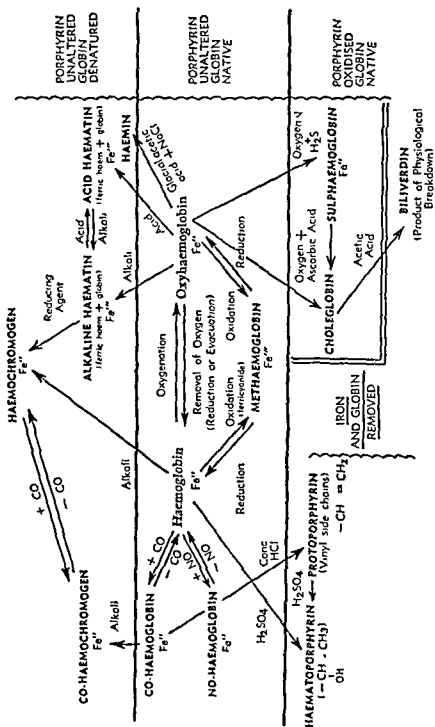 HAEMOCHROMOGEN
Fe''
+ CO
- CO
CO-HAEMOCHROMOGEN
Fe''
Reducing
Agent
ALKALINE HAEMATIN
(ferric haem + globin)
Fe'''
Acid
Alkali
ACID HAEMATIN
(ferric haem + globin)
Fe'''
PORPHYRIN
UNALTERED
GLOBIN
DENATURED
Alkali
Alkali
Alkali
Acid
HAEMIN
Glacial acetic
acid + NaCl
CO-HAEMOGLOBIN
Fe''
+ CO
- CO
Haemoglobin
Fe''
Oxygenation
Removal of Oxygen
(Reduction or Evacuation)
Oxyhaemoglobin
Fe''
PORPHYRIN
UNALTERED
GLOBIN
NATIVE
NO-HAEMOGLOBIN
Fa''
+ NO
- NO
Reduction
Oxidation
(ferricyanide)
METHAEMOGLOBIN
Fe'''
Oxidation
Reduction
H2SO4
Conc
HCl
HAEMATOPORPHYRIN
(-CH-CH3)
OH
H2SO4
PROTOPORPHYRIN
(Vinyl side chains)
-CH = CH2
IRON
AND GLOBIN
REMOVED
Oxygen +
Ascorbic Acid
Oxygen
H2S
CHOLEGLOBIN
SULPHAEMOGLOBIN
Fa''
Acetic
Acid
BILIVERDIN
(Product of Physiological
Breakdown)
PORPHYRIN
OXIDISED
GLOBIN
NATIVE